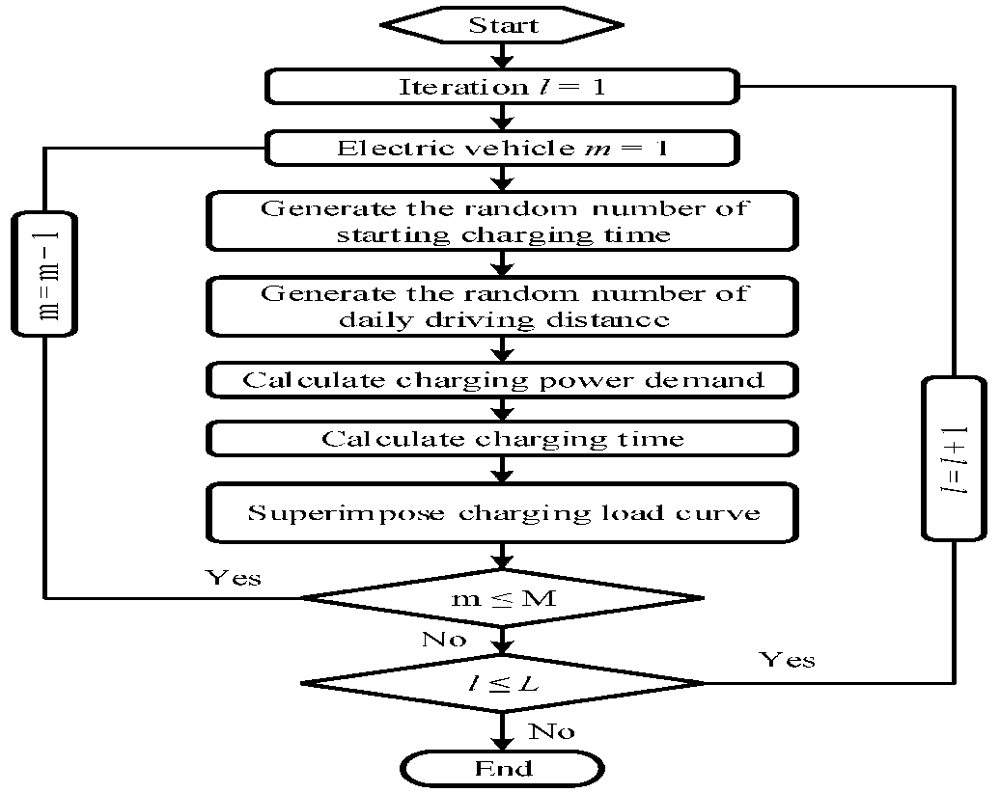 Start
Iteration l = 1
Electric vehicle m = 1
Generate the random number of
starting charging time
m = m − 1
Generate the random number of
daily driving distance
Calculate charging power demand
Calculate charging time
l = l + 1
Superimpose charging load curve
Yes
m ≤ M
No
Yes
l ≤ L
No
End